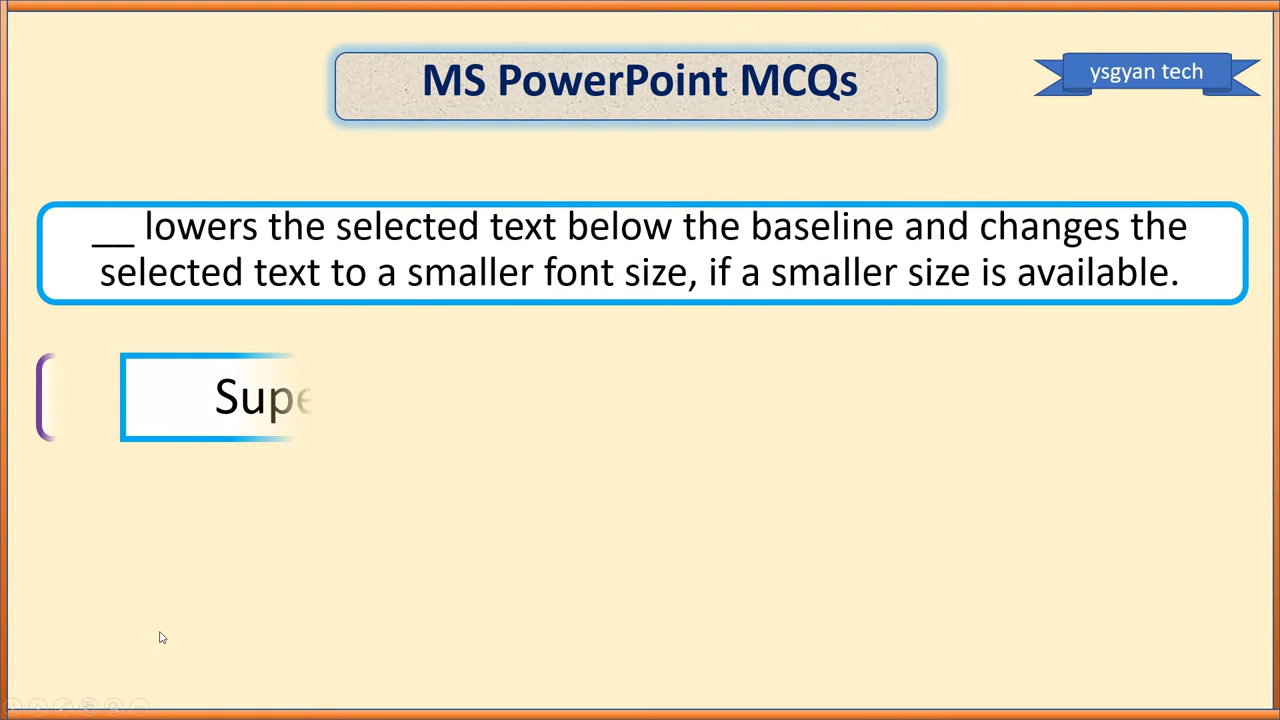 MS PowerPoint MCQs
ysgyan tech
__ lowers the selected text below the baseline and changes the
selected text to a smaller font size, if a smaller size is available.
Supe